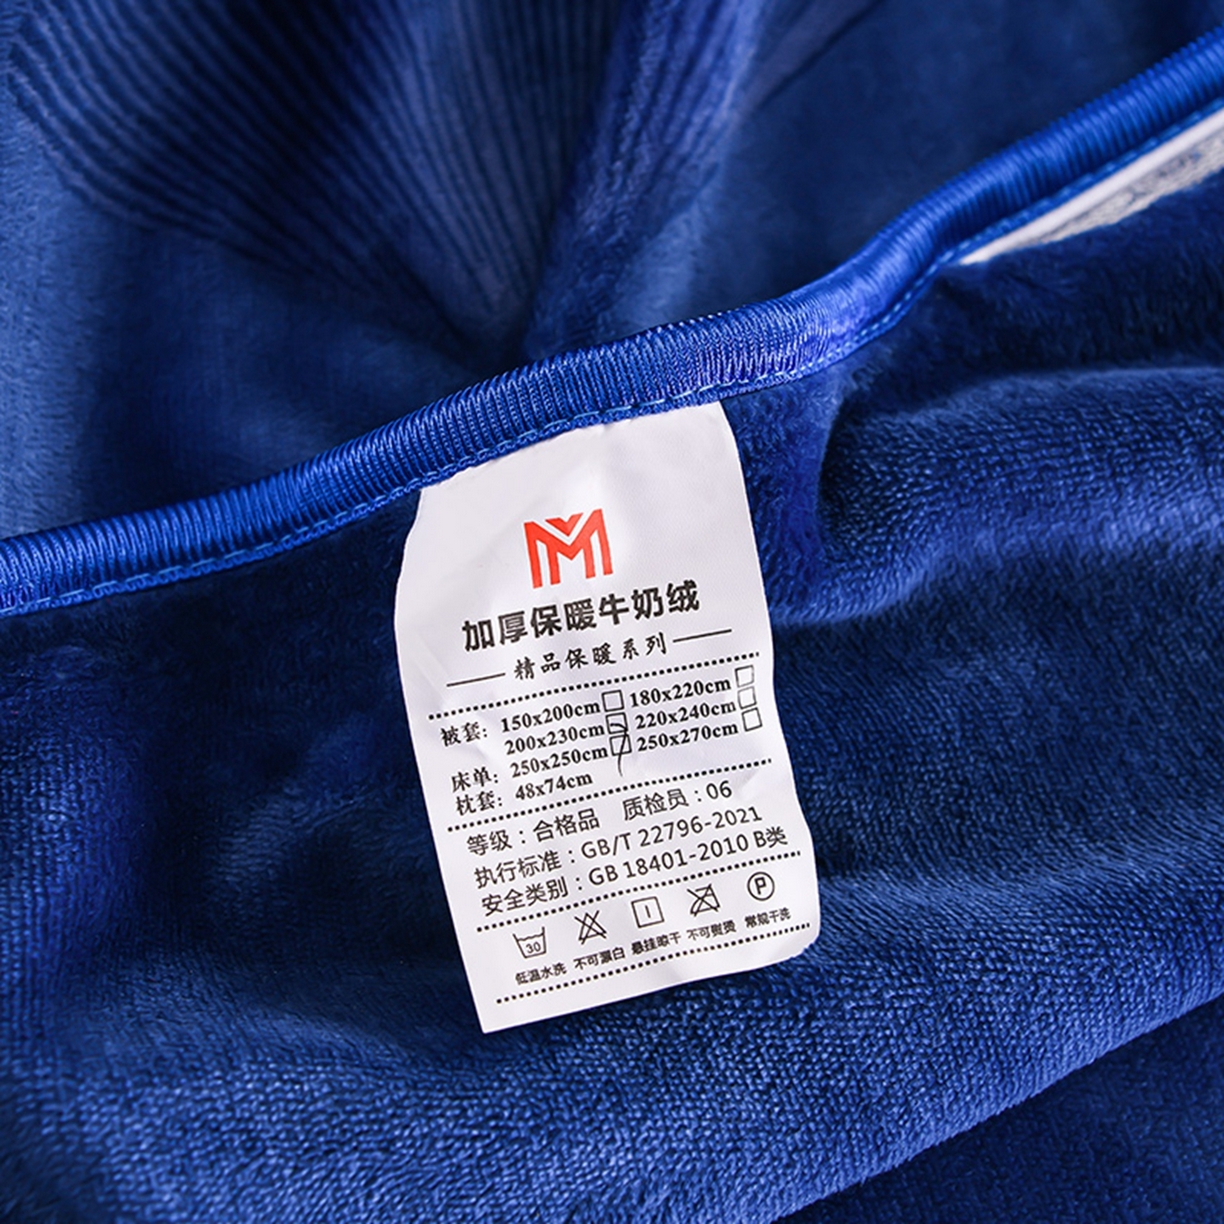 M
加厚保暖牛奶绒
精品保暖系列
被套: 150x200cm□ 180x220cm□
200x230cm□ 220x240cm□
床单: 250x250cm☑ 250x270cm□
枕套: 48x74cm
等级：合格品 质检员：06
执行标准：GB/T 22796-2021
安全类别：GB 18401-2010 B类
30 P
低温水洗 不可漂白 悬挂晾干 不可熨烫 常规干洗